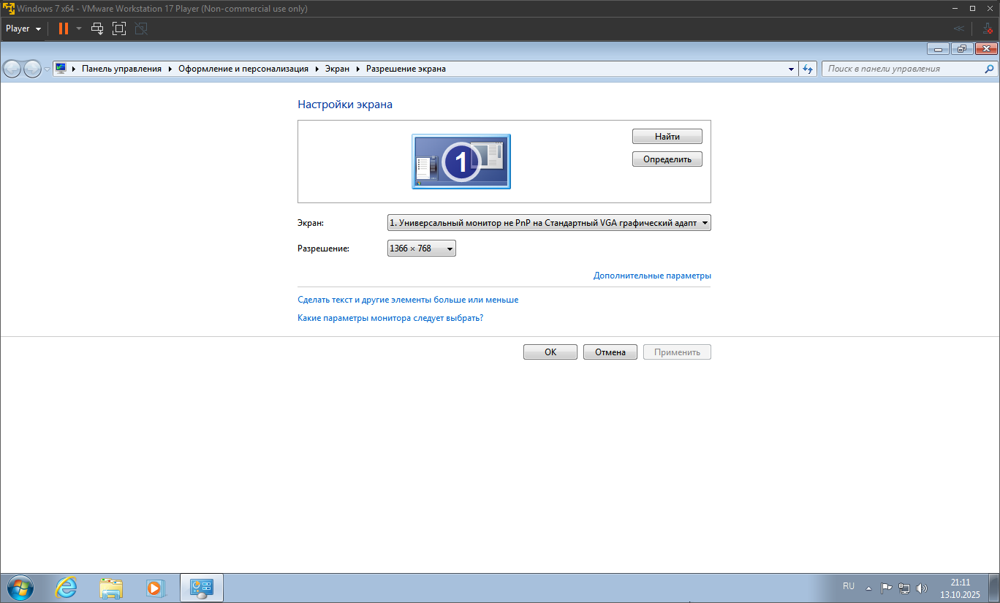 Windows 7 x64 - VMware Workstation 17 Player (Non-commercial use only)
Player
Панель управления Оформление и персонализация Экран Разрешение экрана
Поиск в панели управления
Настройки экрана
1
Найти
Определить
Экран: 1. Универсальный монитор не PnP на Стандартный VGA графический адапт
Разрешение: 1366 × 768
Дополнительные параметры
Сделать текст и другие элементы больше или меньше
Какие параметры монитора следует выбрать?
ОК Отмена Применить
RU
21:11
13.10.2025